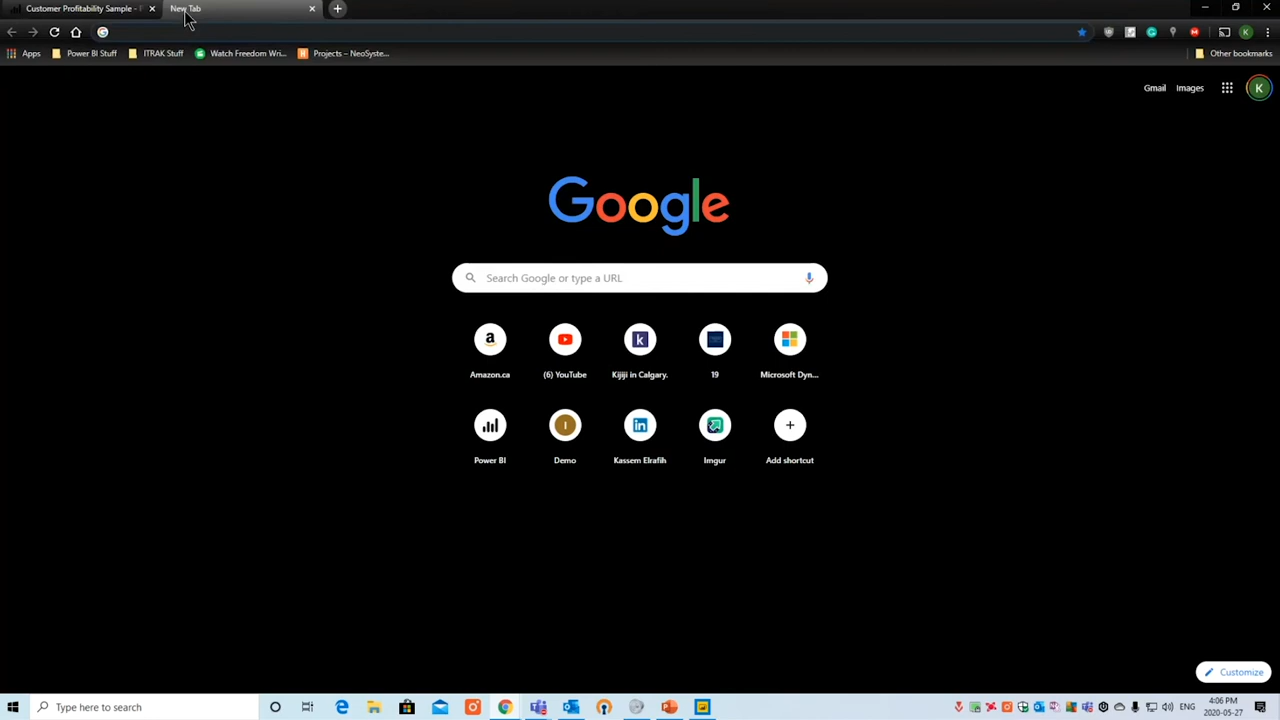 Customer Profitability Sample -
New Tab
Apps
Power BI Stuff
ITRAK Stuff
Watch Freedom Wri...
Projects – NeoSyste...
Other bookmarks
K
Gmail
Images
K
Google
Search Google or type a URL
a
k
Amazon.ca
(6) YouTube
Kijiji in Calgary.
19
Microsoft Dyn...
I
in
Power BI
Demo
Kassem Elrafih
Imgur
Add shortcut
Customize
Type here to search
ENG
4:06 PM
2020-05-27